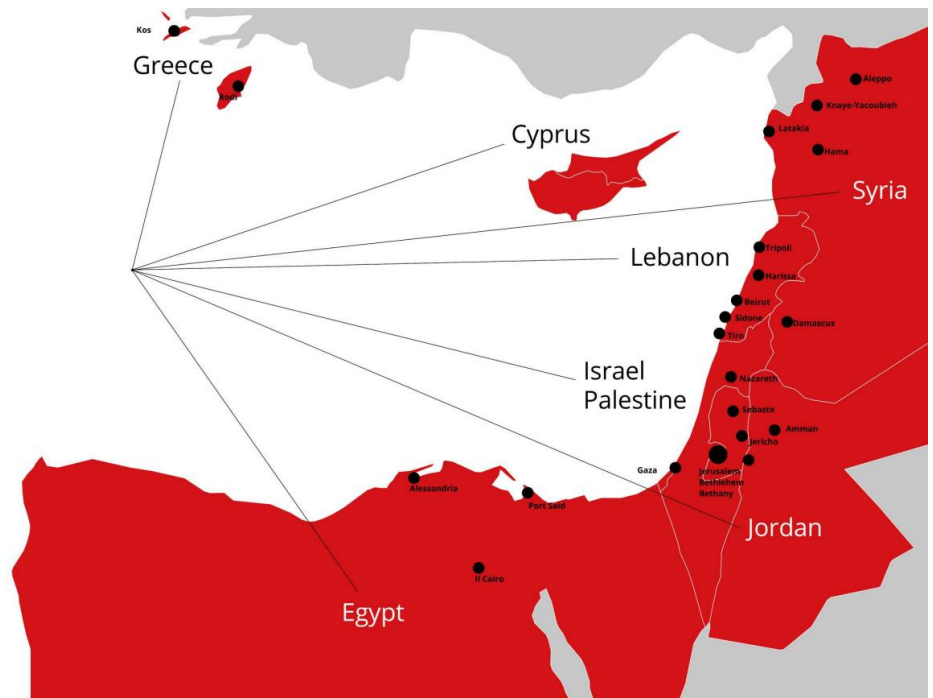 Kos
Greece
Rodi
Cyprus
Aleppo
Knaye-Yacoubieh
Latakia
Hama
Syria
Tripoli
Lebanon
Harissa
Beirut
Sidone
Damascus
Tiro
Israel
Palestine
Nazareth
Sebaste
Amman
Jericho
Gaza
Jerusalem
Bethlehem
Bethany
Alessandria
Port Said
Jordan
Il Cairo
Egypt